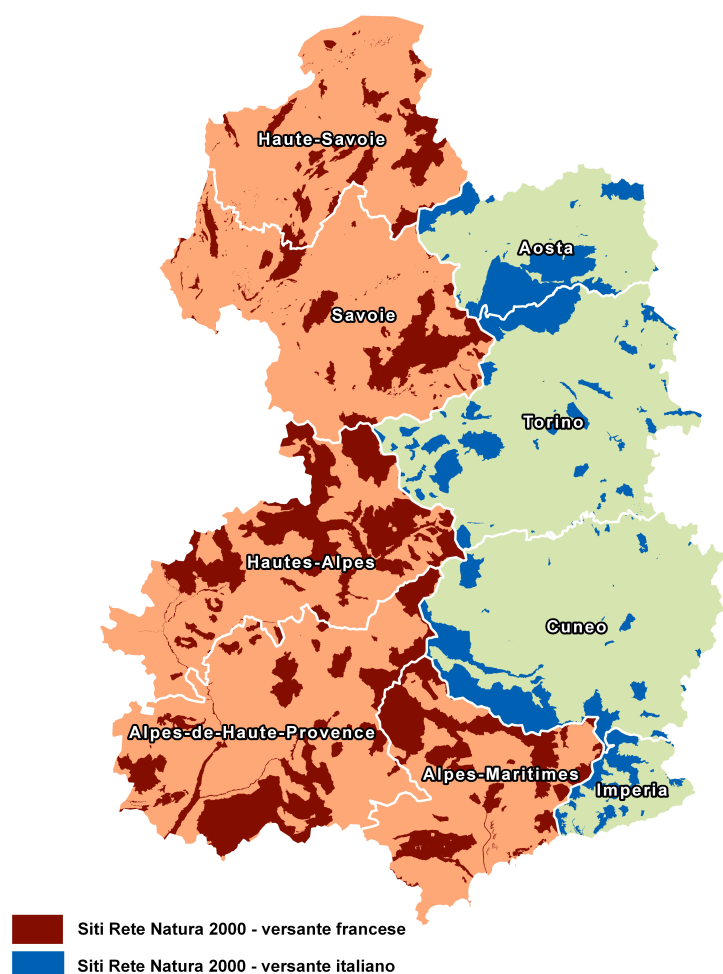 Haute-Savoie
Aosta
Savoie
Torino
Hautes-Alpes
Cuneo
Alpes-de-Haute-Provence
Alpes-Maritimes
Imperia
Siti Rete Natura 2000 - versante francese
Siti Rete Natura 2000 - versante italiano